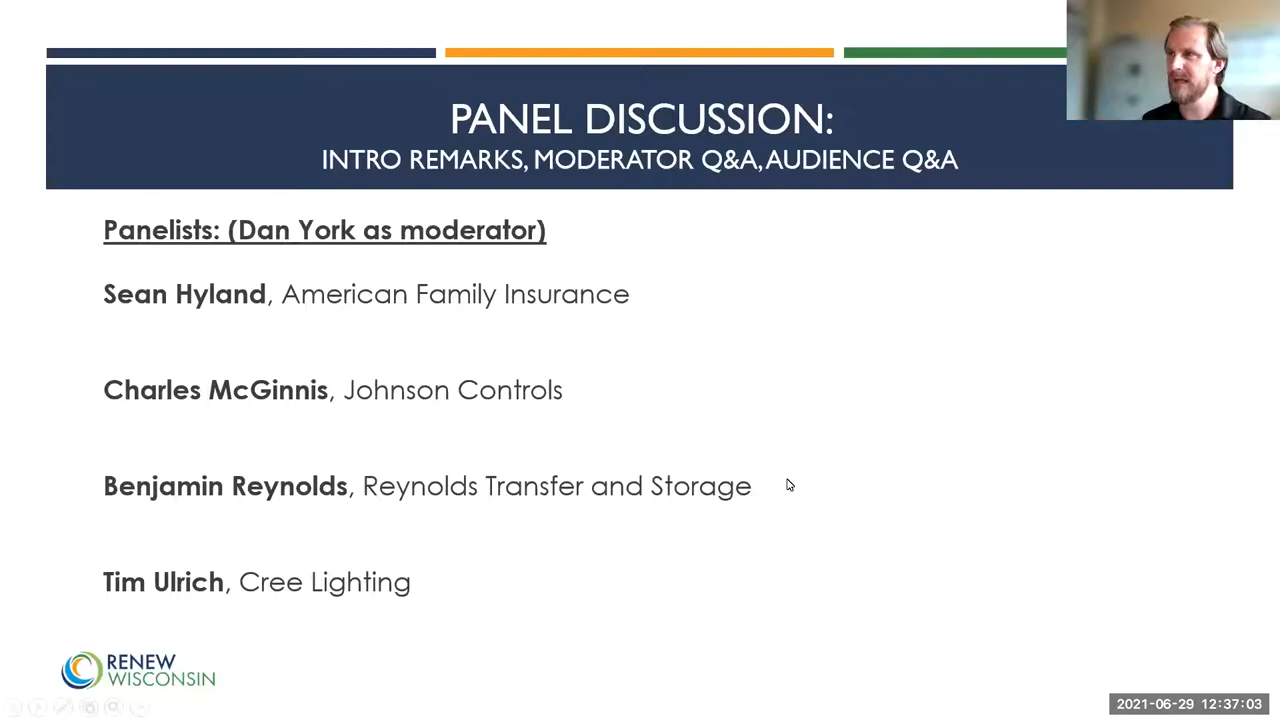 PANEL DISCUSSION:
INTRO REMARKS, MODERATOR Q&A, AUDIENCE Q&A
Panelists: (Dan York as moderator)
Sean Hyland, American Family Insurance
Charles McGinnis, Johnson Controls
Benjamin Reynolds, Reynolds Transfer and Storage
Tim Ulrich, Cree Lighting
RENEW
WISCONSIN
2021-06-29 12:37:03